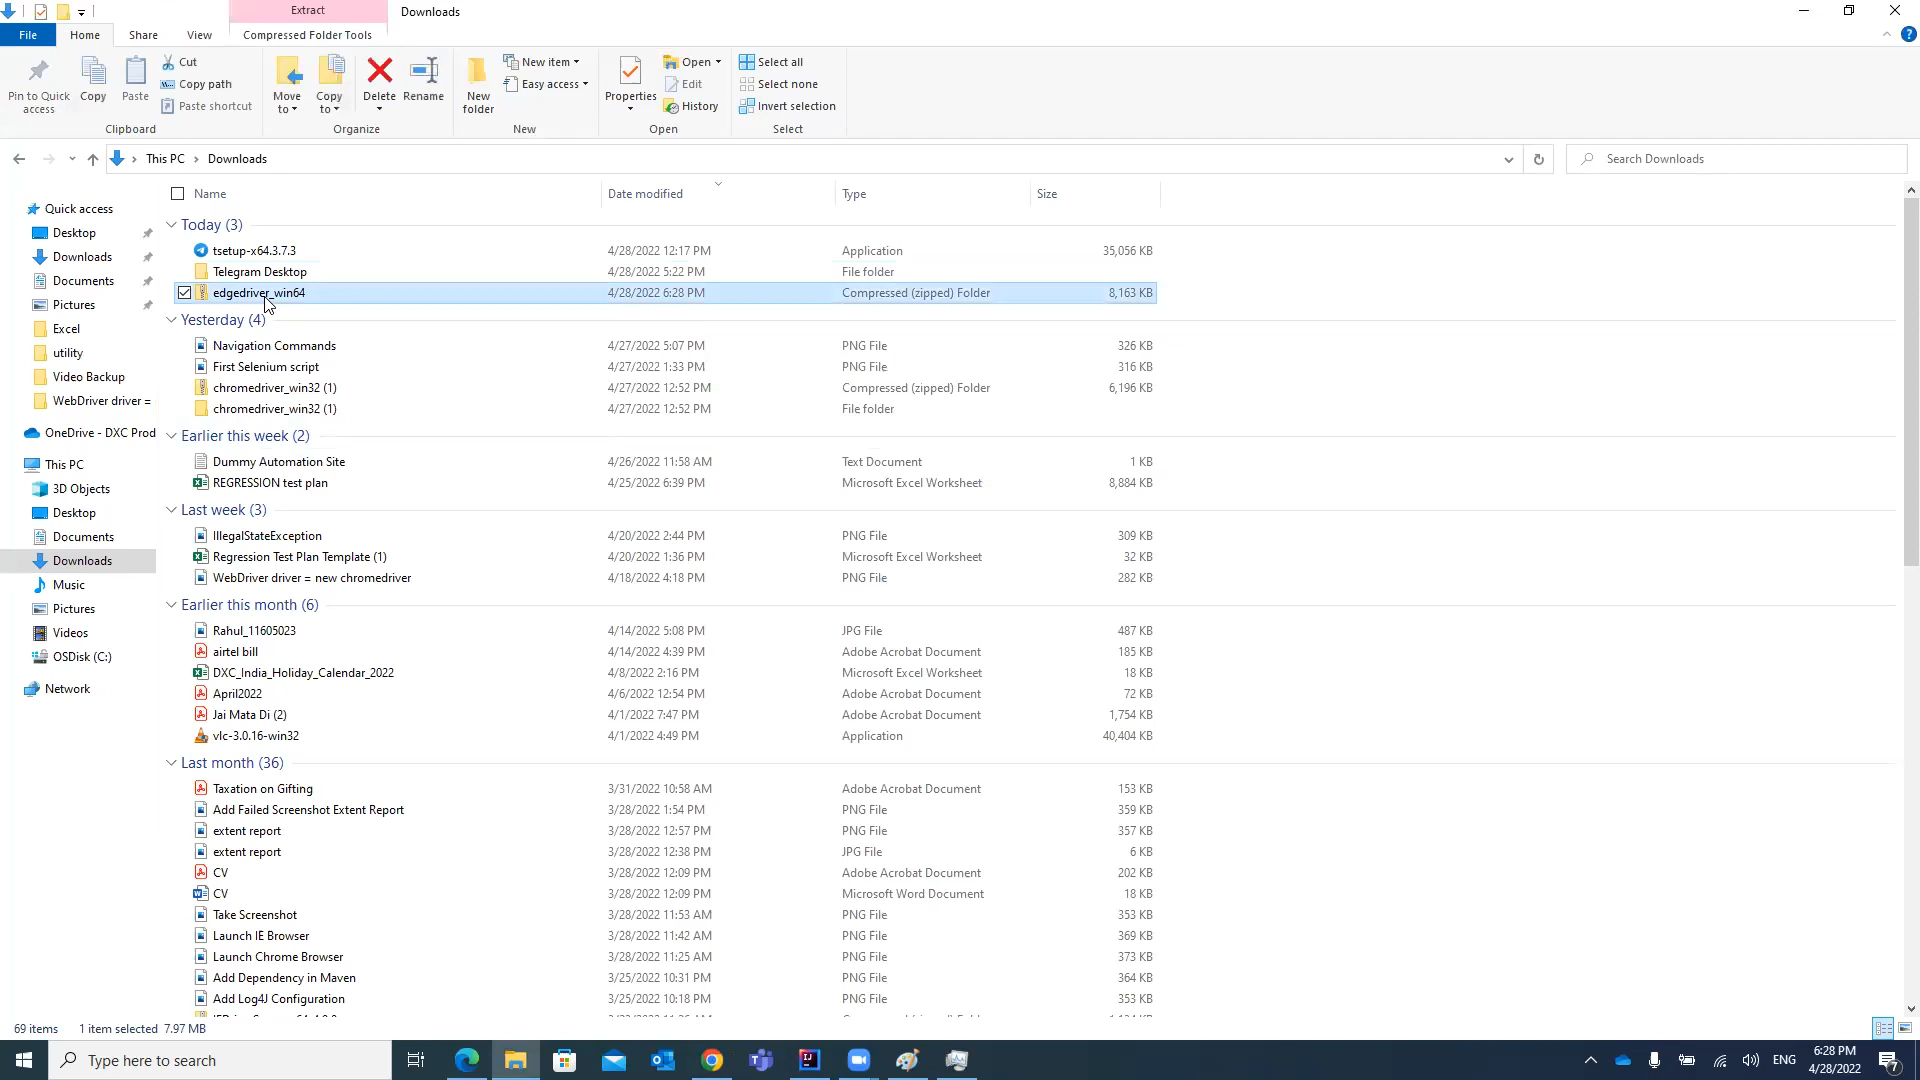 Extract
Downloads
File
Home
Share
View
Compressed Folder Tools
Pin to Quick access
Copy
Paste
Cut
Copy path
Paste shortcut
Clipboard
Move to
Copy to
Delete
Rename
Organize
New folder
New item
Easy access
New
Properties
Open
Edit
History
Open
Select all
Select none
Invert selection
Select
This PC > Downloads
Search Downloads
Name Date modified Type Size
Quick access
Desktop
Downloads
Documents
Pictures
Excel
utility
Video Backup
WebDriver driver =
OneDrive - DXC Prod
This PC
3D Objects
Desktop
Documents
Downloads
Music
Pictures
Videos
OSDisk (C:)
Network
Today (3)
tsetup-x64.3.7.3 4/28/2022 12:17 PM Application 35,056 KB
Telegram Desktop 4/28/2022 5:22 PM File folder
edgedriver_win64 4/28/2022 6:28 PM Compressed (zipped) Folder 8,163 KB
Yesterday (4)
Navigation Commands 4/27/2022 5:07 PM PNG File 326 KB
First Selenium script 4/27/2022 1:33 PM PNG File 316 KB
chromedriver_win32 (1) 4/27/2022 12:52 PM Compressed (zipped) Folder 6,196 KB
chromedriver_win32 (1) 4/27/2022 12:52 PM File folder
Earlier this week (2)
Dummy Automation Site 4/26/2022 11:58 AM Text Document 1 KB
REGRESSION test plan 4/25/2022 6:39 PM Microsoft Excel Worksheet 8,884 KB
Last week (3)
IllegalStateException 4/20/2022 2:44 PM PNG File 309 KB
Regression Test Plan Template (1) 4/20/2022 1:36 PM Microsoft Excel Worksheet 32 KB
WebDriver driver = new chromedriver 4/18/2022 4:18 PM PNG File 282 KB
Earlier this month (6)
Rahul_11605023 4/14/2022 5:08 PM JPG File 487 KB
airtel bill 4/14/2022 4:39 PM Adobe Acrobat Document 185 KB
DXC_India_Holiday_Calendar_2022 4/8/2022 2:16 PM Microsoft Excel Worksheet 18 KB
April2022 4/6/2022 12:54 PM Adobe Acrobat Document 72 KB
Jai Mata Di (2) 4/1/2022 7:47 PM Adobe Acrobat Document 1,754 KB
vlc-3.0.16-win32 4/1/2022 4:49 PM Application 40,404 KB
Last month (36)
Taxation on Gifting 3/31/2022 10:58 AM Adobe Acrobat Document 153 KB
Add Failed Screenshot Extent Report 3/28/2022 1:54 PM PNG File 359 KB
extent report 3/28/2022 12:57 PM PNG File 357 KB
extent report 3/28/2022 12:38 PM JPG File 6 KB
CV 3/28/2022 12:09 PM Adobe Acrobat Document 202 KB
CV 3/28/2022 12:09 PM Microsoft Word Document 18 KB
Take Screenshot 3/28/2022 11:53 AM PNG File 353 KB
Launch IE Browser 3/28/2022 11:42 AM PNG File 369 KB
Launch Chrome Browser 3/28/2022 11:25 AM PNG File 373 KB
Add Dependency in Maven 3/25/2022 10:31 PM PNG File 364 KB
Add Log4J Configuration 3/25/2022 10:18 PM PNG File 353 KB
69 items 1 item selected 7.97 MB
Type here to search
ENG
6:28 PM
4/28/2022
7